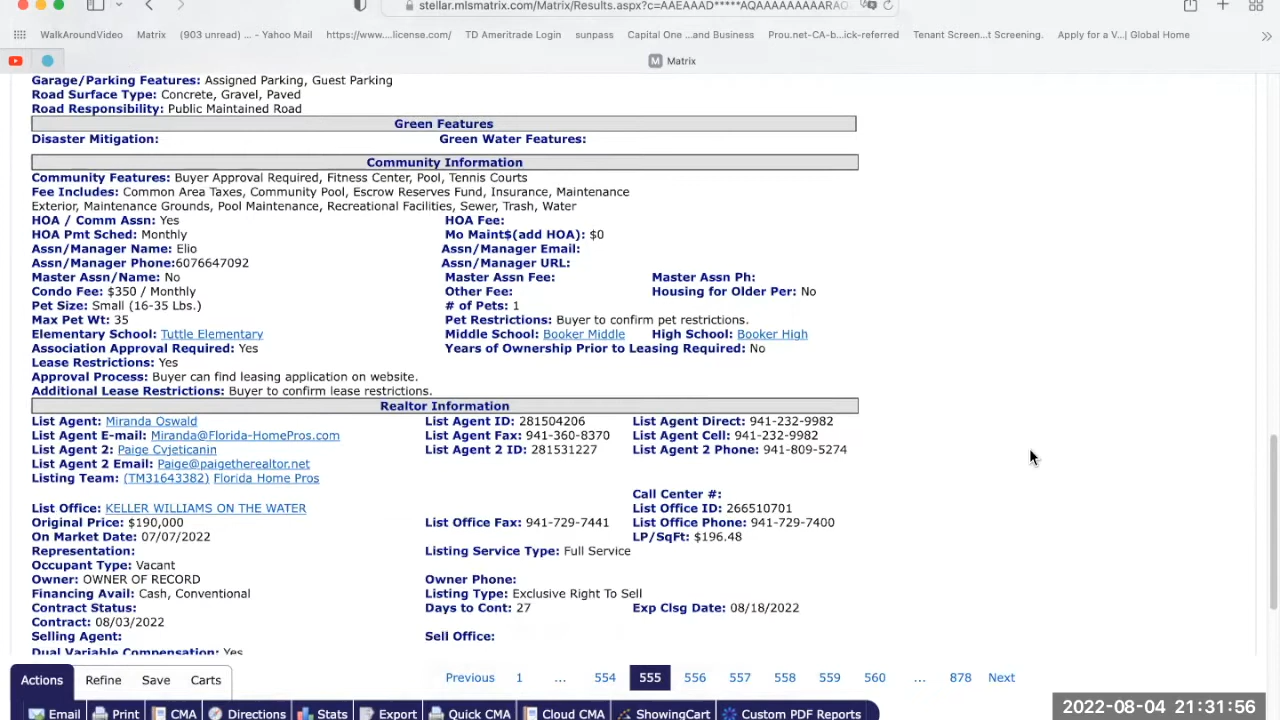 stellar.mlsmatrix.com/Matrix/Results.aspx?c=AAEAAAD*****AQAAAAAAAAARAQ
WalkAroundVideo Matrix (903 unread) ... - Yahoo Mail https://www....license.com/ TD Ameritrade Login sunpass Capital One ...and Business Prou.net-CA-b...ick-referred Tenant Screen...t Screening. Apply for a V...| Global Home
M Matrix
Garage/Parking Features: Assigned Parking, Guest Parking
Road Surface Type: Concrete, Gravel, Paved
Road Responsibility: Public Maintained Road
Green Features
Disaster Mitigation: Green Water Features:
Community Information
Community Features: Buyer Approval Required, Fitness Center, Pool, Tennis Courts
Fee Includes: Common Area Taxes, Community Pool, Escrow Reserves Fund, Insurance, Maintenance
Exterior, Maintenance Grounds, Pool Maintenance, Recreational Facilities, Sewer, Trash, Water
HOA / Comm Assn: Yes HOA Fee:
HOA Pmt Sched: Monthly Mo Maint$(add HOA): $0
Assn/Manager Name: Elio Assn/Manager Email:
Assn/Manager Phone:6076647092 Assn/Manager URL:
Master Assn/Name: No Master Assn Fee: Master Assn Ph:
Condo Fee: $350 / Monthly Other Fee: Housing for Older Per: No
Pet Size: Small (16-35 Lbs.) # of Pets: 1
Max Pet Wt: 35 Pet Restrictions: Buyer to confirm pet restrictions.
Elementary School: Tuttle Elementary Middle School: Booker Middle High School: Booker High
Association Approval Required: Yes Years of Ownership Prior to Leasing Required: No
Lease Restrictions: Yes
Approval Process: Buyer can find leasing application on website.
Additional Lease Restrictions: Buyer to confirm lease restrictions.
Realtor Information
List Agent: Miranda Oswald List Agent ID: 281504206 List Agent Direct: 941-232-9982
List Agent E-mail: Miranda@Florida-HomePros.com List Agent Fax: 941-360-8370 List Agent Cell: 941-232-9982
List Agent 2: Paige Cvjeticanin List Agent 2 ID: 281531227 List Agent 2 Phone: 941-809-5274
List Agent 2 Email: Paige@paigetherealtor.net
Listing Team: (TM31643382) Florida Home Pros
Call Center #:
List Office: KELLER WILLIAMS ON THE WATER List Office ID: 266510701
Original Price: $190,000 List Office Fax: 941-729-7441 List Office Phone: 941-729-7400
On Market Date: 07/07/2022 LP/SqFt: $196.48
Representation: Listing Service Type: Full Service
Occupant Type: Vacant
Owner: OWNER OF RECORD Owner Phone:
Financing Avail: Cash, Conventional Listing Type: Exclusive Right To Sell
Contract Status: Days to Cont: 27 Exp Clsg Date: 08/18/2022
Contract: 08/03/2022
Selling Agent: Sell Office:
Dual Variable Compensation: Yes
Actions Refine Save Carts Previous 1 ... 554 555 556 557 558 559 560 ... 878 Next
Email Print CMA Directions Stats Export Quick CMA Cloud CMA ShowingCart Custom PDF Reports
2022-08-04 21:31:56